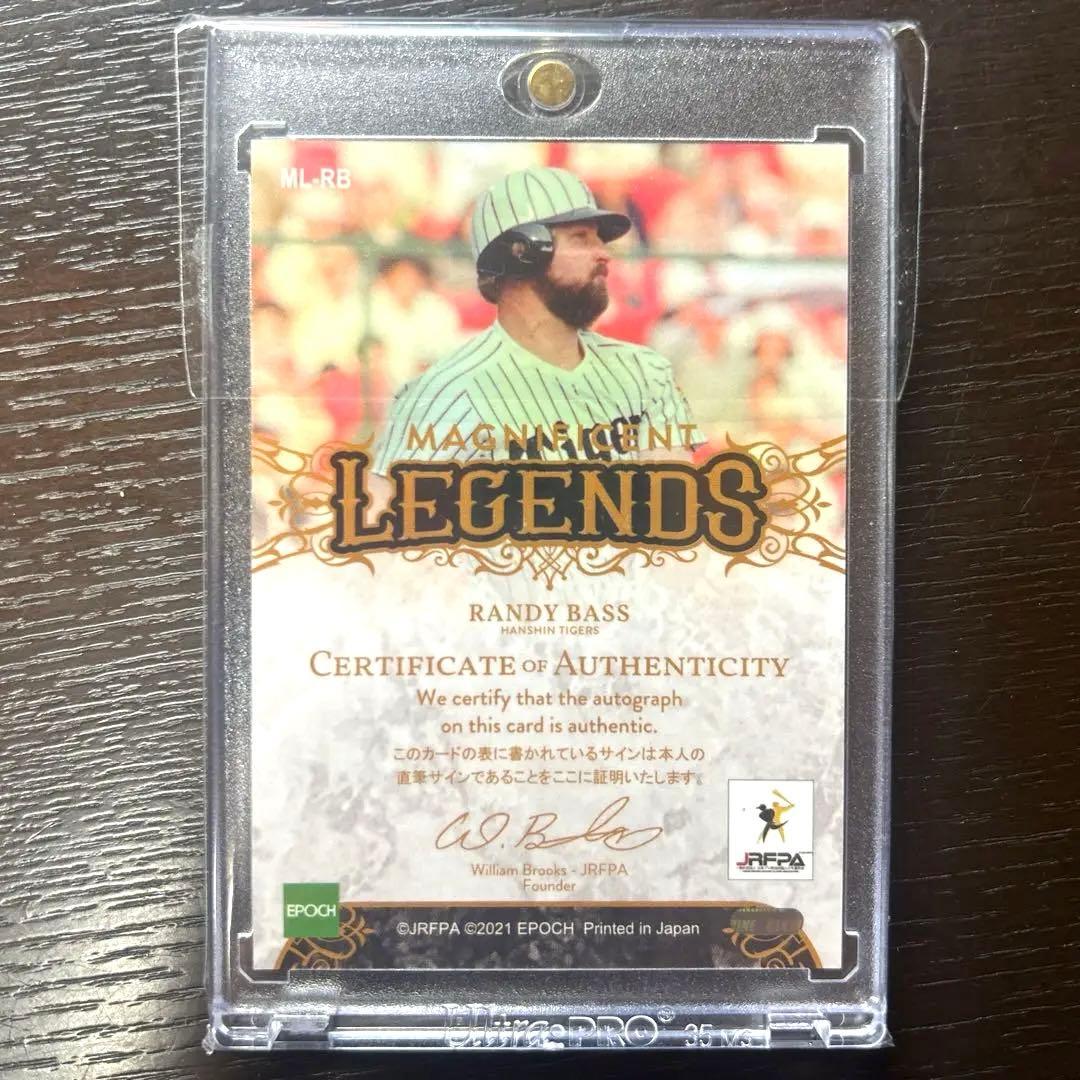 ML-RB
MAGNIFICENT
LEGENDS
RANDY BASS
HANSHIN TIGERS
CERTIFICATE OF AUTHENTICITY
We certify that the autograph
on this card is authentic.
このカードの表に書かれているサインは本人の
直筆サインであることをここに証明いたします。
William Brooks - JRFPA
Founder
JRFPA
EPOCH
©JRFPA ©2021 EPOCH Printed in Japan
Ultra PRO® 35